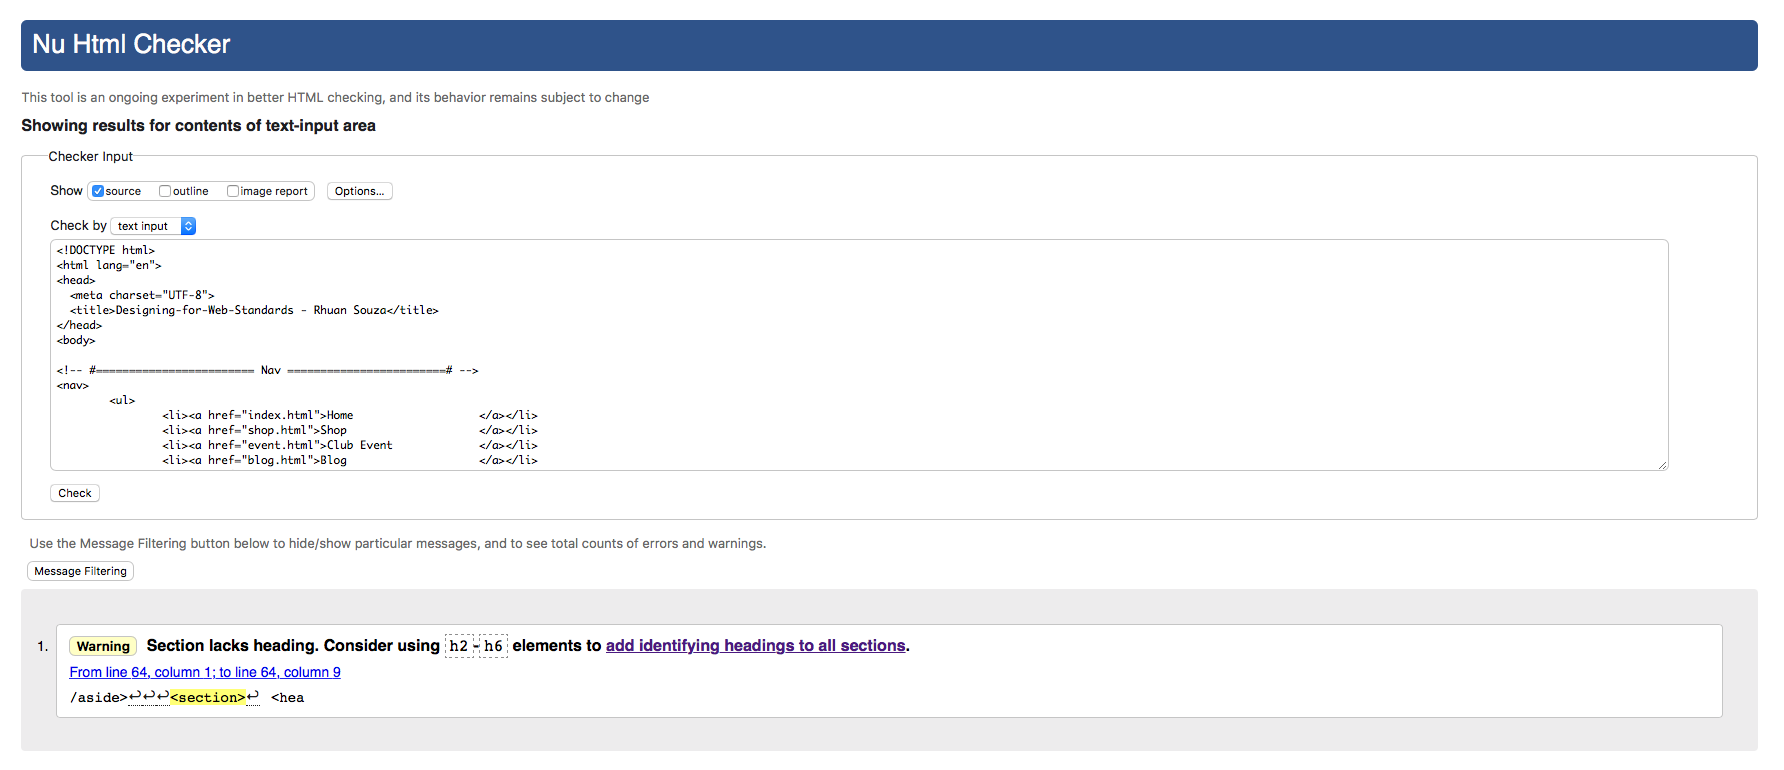 Nu Html Checker
This tool is an ongoing experiment in better HTML checking, and its behavior remains subject to change
Showing results for contents of text-input area
Checker Input
Show source outline image report Options...
Check by text input
<!DOCTYPE html>
<html lang="en">
<head>
  <meta charset="UTF-8">
  <title>Designing-for-Web-Standards - Rhuan Souza</title>
</head>
<body>
<!-- #======================== Nav ========================# -->
<nav>
        <ul>
                <li><a href="index.html">Home                   </a></li>
                <li><a href="shop.html">Shop                    </a></li>
                <li><a href="event.html">Club Event             </a></li>
                <li><a href="blog.html">Blog                    </a></li>
Check
Use the Message Filtering button below to hide/show particular messages, and to see total counts of errors and warnings.
Message Filtering
1. Warning Section lacks heading. Consider using h2-h6 elements to add identifying headings to all sections.
From line 64, column 1; to line 64, column 9
/aside>↩↩↩<section>↩  <hea